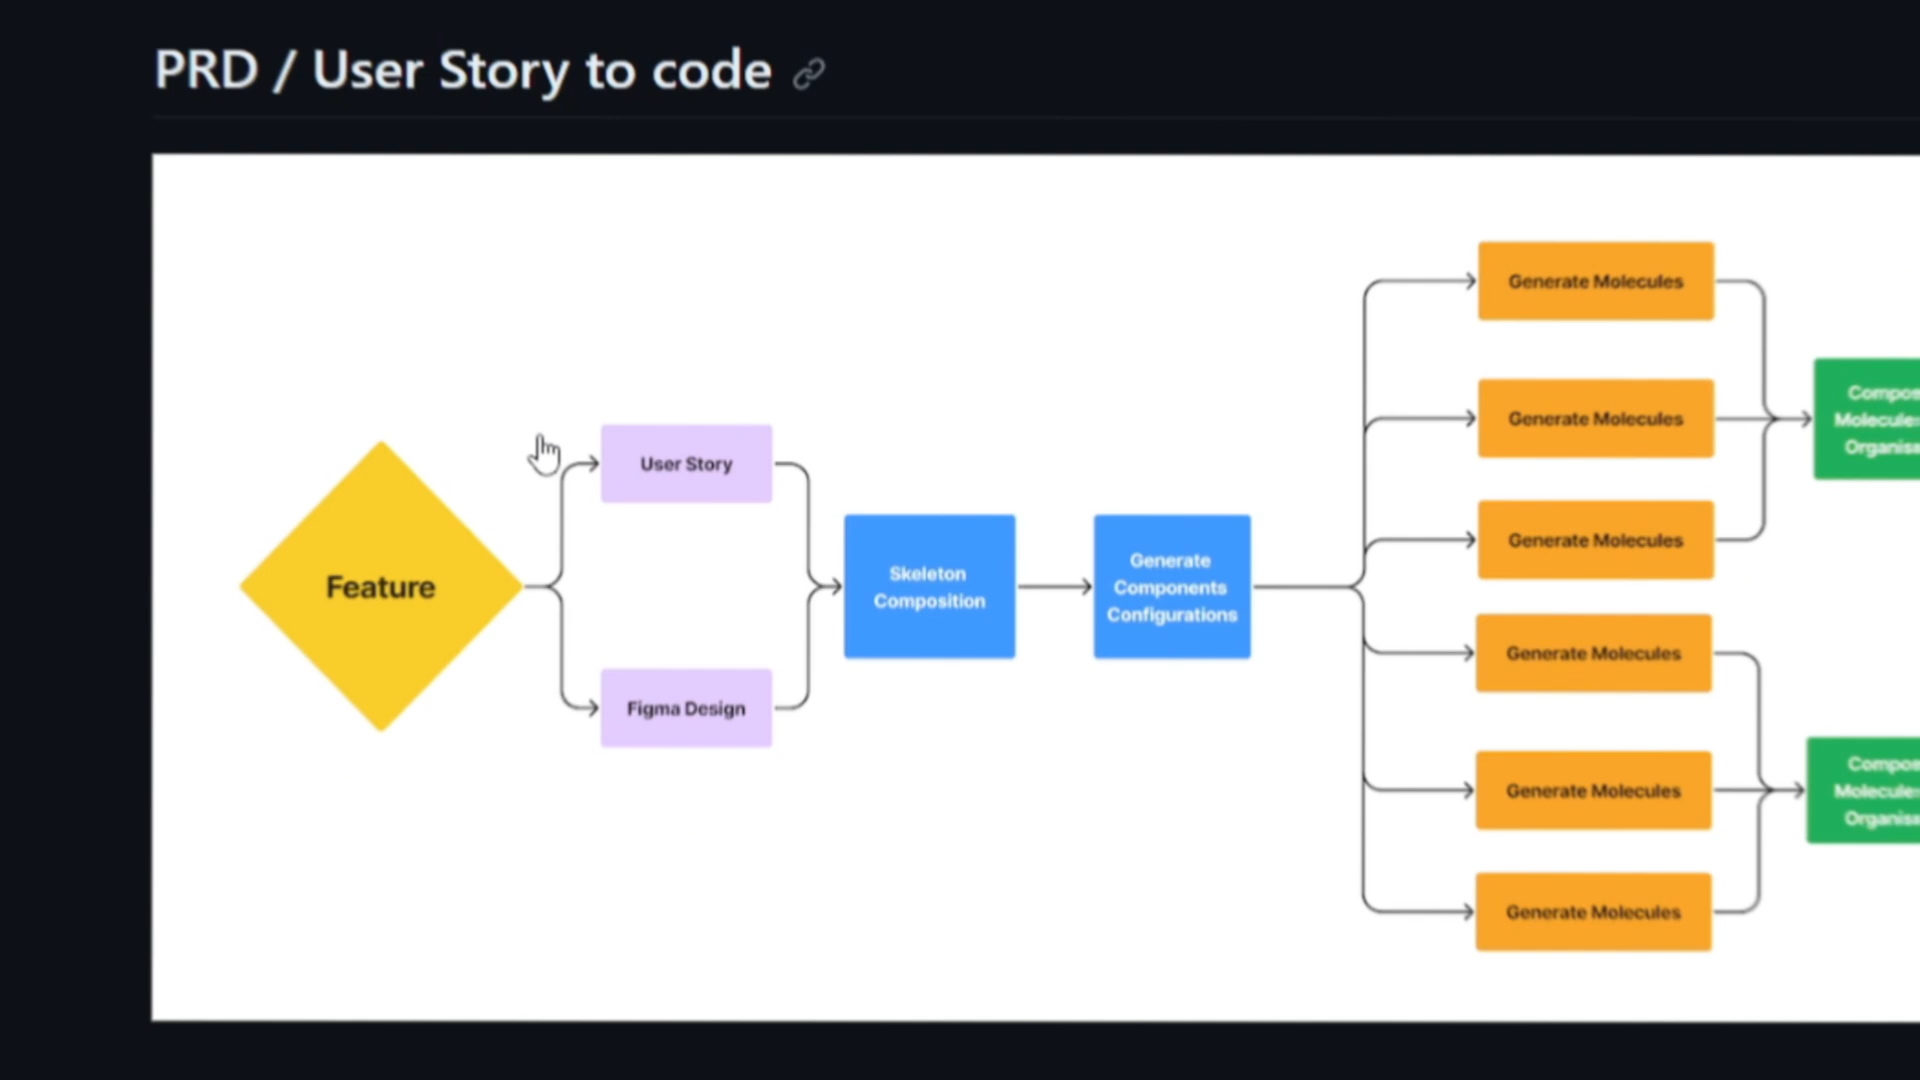 PRD / User Story to code
Feature
User Story
Figma Design
Skeleton
Composition
Generate
Components
Configurations
Generate Molecules
Generate Molecules
Generate Molecules
Generate Molecules
Generate Molecules
Generate Molecules